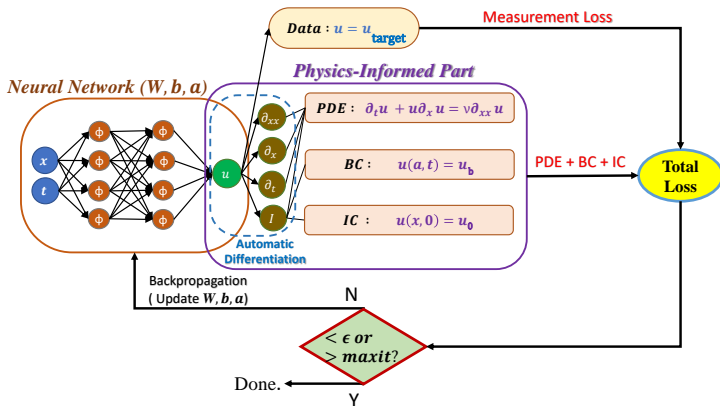 Data : u = u_target
Measurement Loss
Neural Network (W, b, a)
Physics-Informed Part
x
t
ϕ ϕ
ϕ ϕ
ϕ ϕ
ϕ ϕ
u
∂_xx
∂_x
∂_t
I
PDE : ∂_t u + u∂_x u = ν∂_xx u
BC : u(a, t) = u_b
IC : u(x, 0) = u_0
Automatic
Differentiation
PDE + BC + IC
Total
Loss
Backpropagation
( Update W, b, a)
N
< ϵ or
> maxit?
Done.
Y